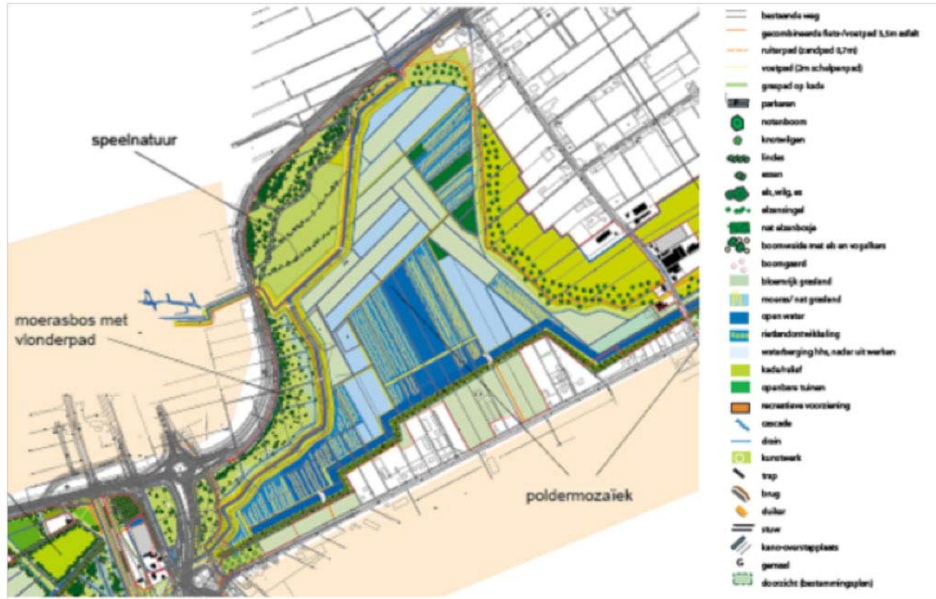 speelnatuur
moerasbos met
vlonderpad
poldermozaïek
bestaande weg
gecombineerde fiets-/voetpad 3,5m asfalt
ruiterpad (zandpad 0,7m)
voetpad (2m schelpenpad)
graspad op kade
parkeren
notenboom
knotwilgen
lindes
essen
els, wilg, es
elzensingel
nat elzenbosje
boomweide met els en vogelkers
boomgaard
bloemrijk grasland
moeras/ nat grasland
open water
rietlandontwikkeling
waterberging hhs, nader uit werken
kade/relief
openbare tuinen
recreatieve voorziening
cascade
drain
kunstwerk
trap
brug
duiker
stuw
kano-overstapplaats
G gemaal
doorzicht (bestemmingsplan)